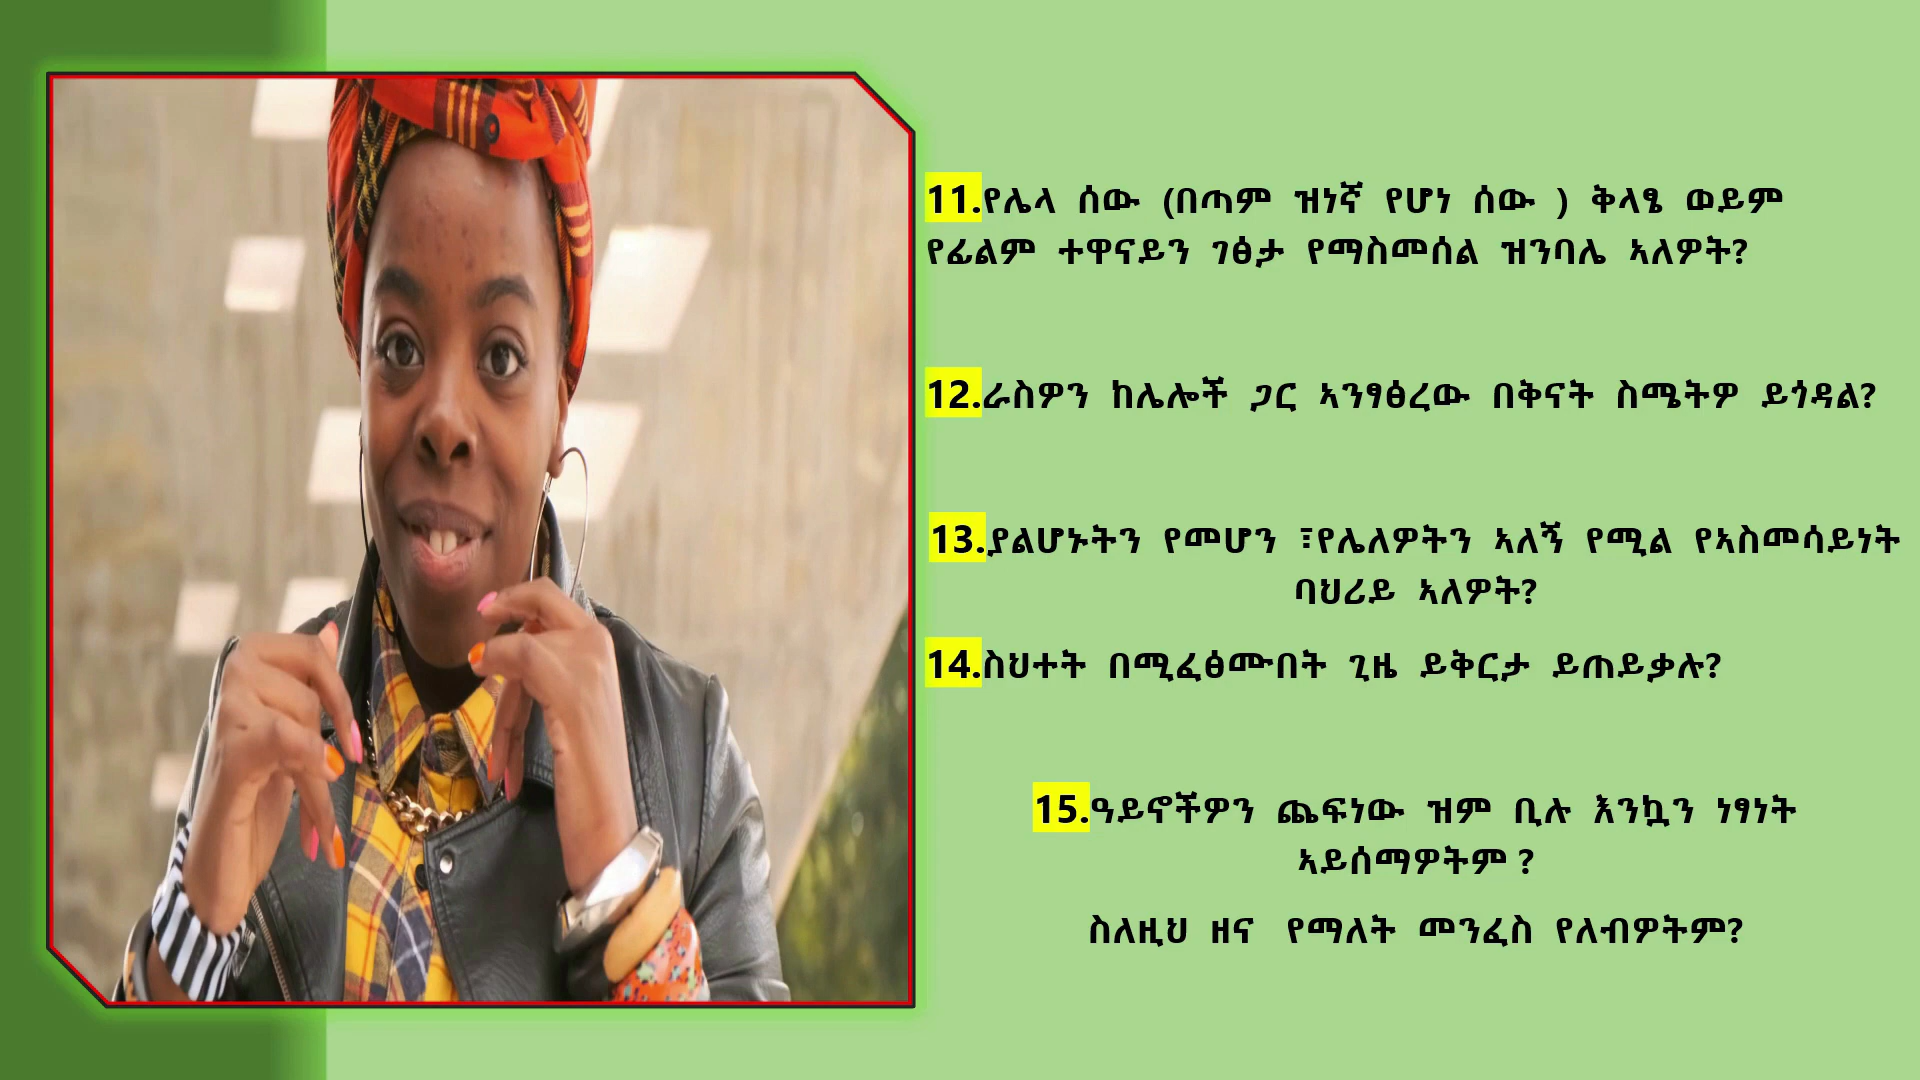 11.የሌላ ሰው (በጣም ዝነኛ የሆነ ሰው ) ቅላፄ ወይም
የፊልም ተዋናይን ገፅታ የማስመሰል ዝንባሌ ኣለዎት?
12.ራስዎን ከሌሎች ጋር ኣንፃፅረው በቅናት ስሜትዎ ይጎዳል?
13.ያልሆኑትን የመሆን ፣የሌለዎትን ኣለኝ የሚል የኣስመሳይነት
ባህሪይ ኣለዎት?
14.ስህተት በሚፈፅሙበት ጊዜ ይቅርታ ይጠይቃሉ?
15.ዓይኖችዎን ጨፍነው ዝም ቢሉ እንኳን ነፃነት
ኣይሰማዎትም ?
ስለዚህ ዘና የማለት መንፈስ የለብዎትም?